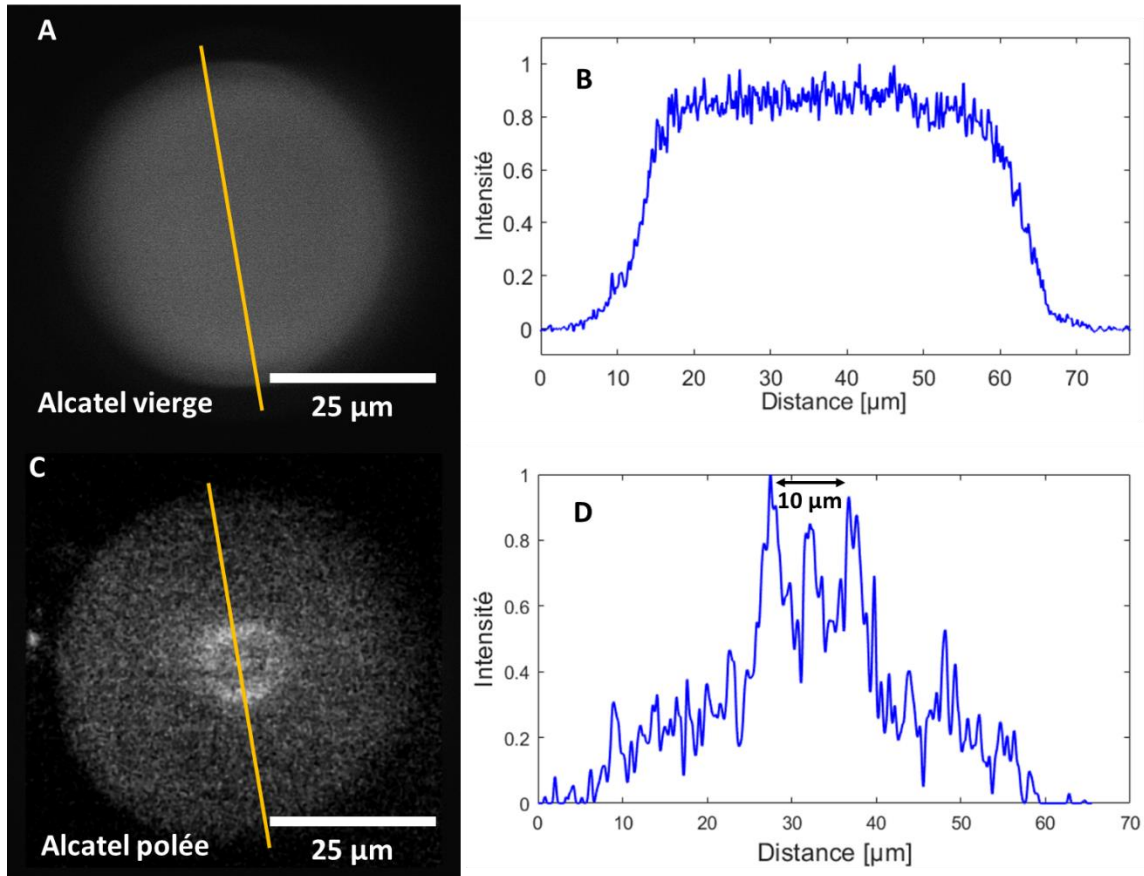 A
Alcatel vierge
25 µm
B
1
0.8
0.6
0.4
0.2
0
Intensité
0 10 20 30 40 50 60 70
Distance [µm]
C
Alcatel polée
25 µm
D
10 µm
1
0.8
0.6
0.4
0.2
0
Intensité
0 10 20 30 40 50 60 70
Distance [µm]